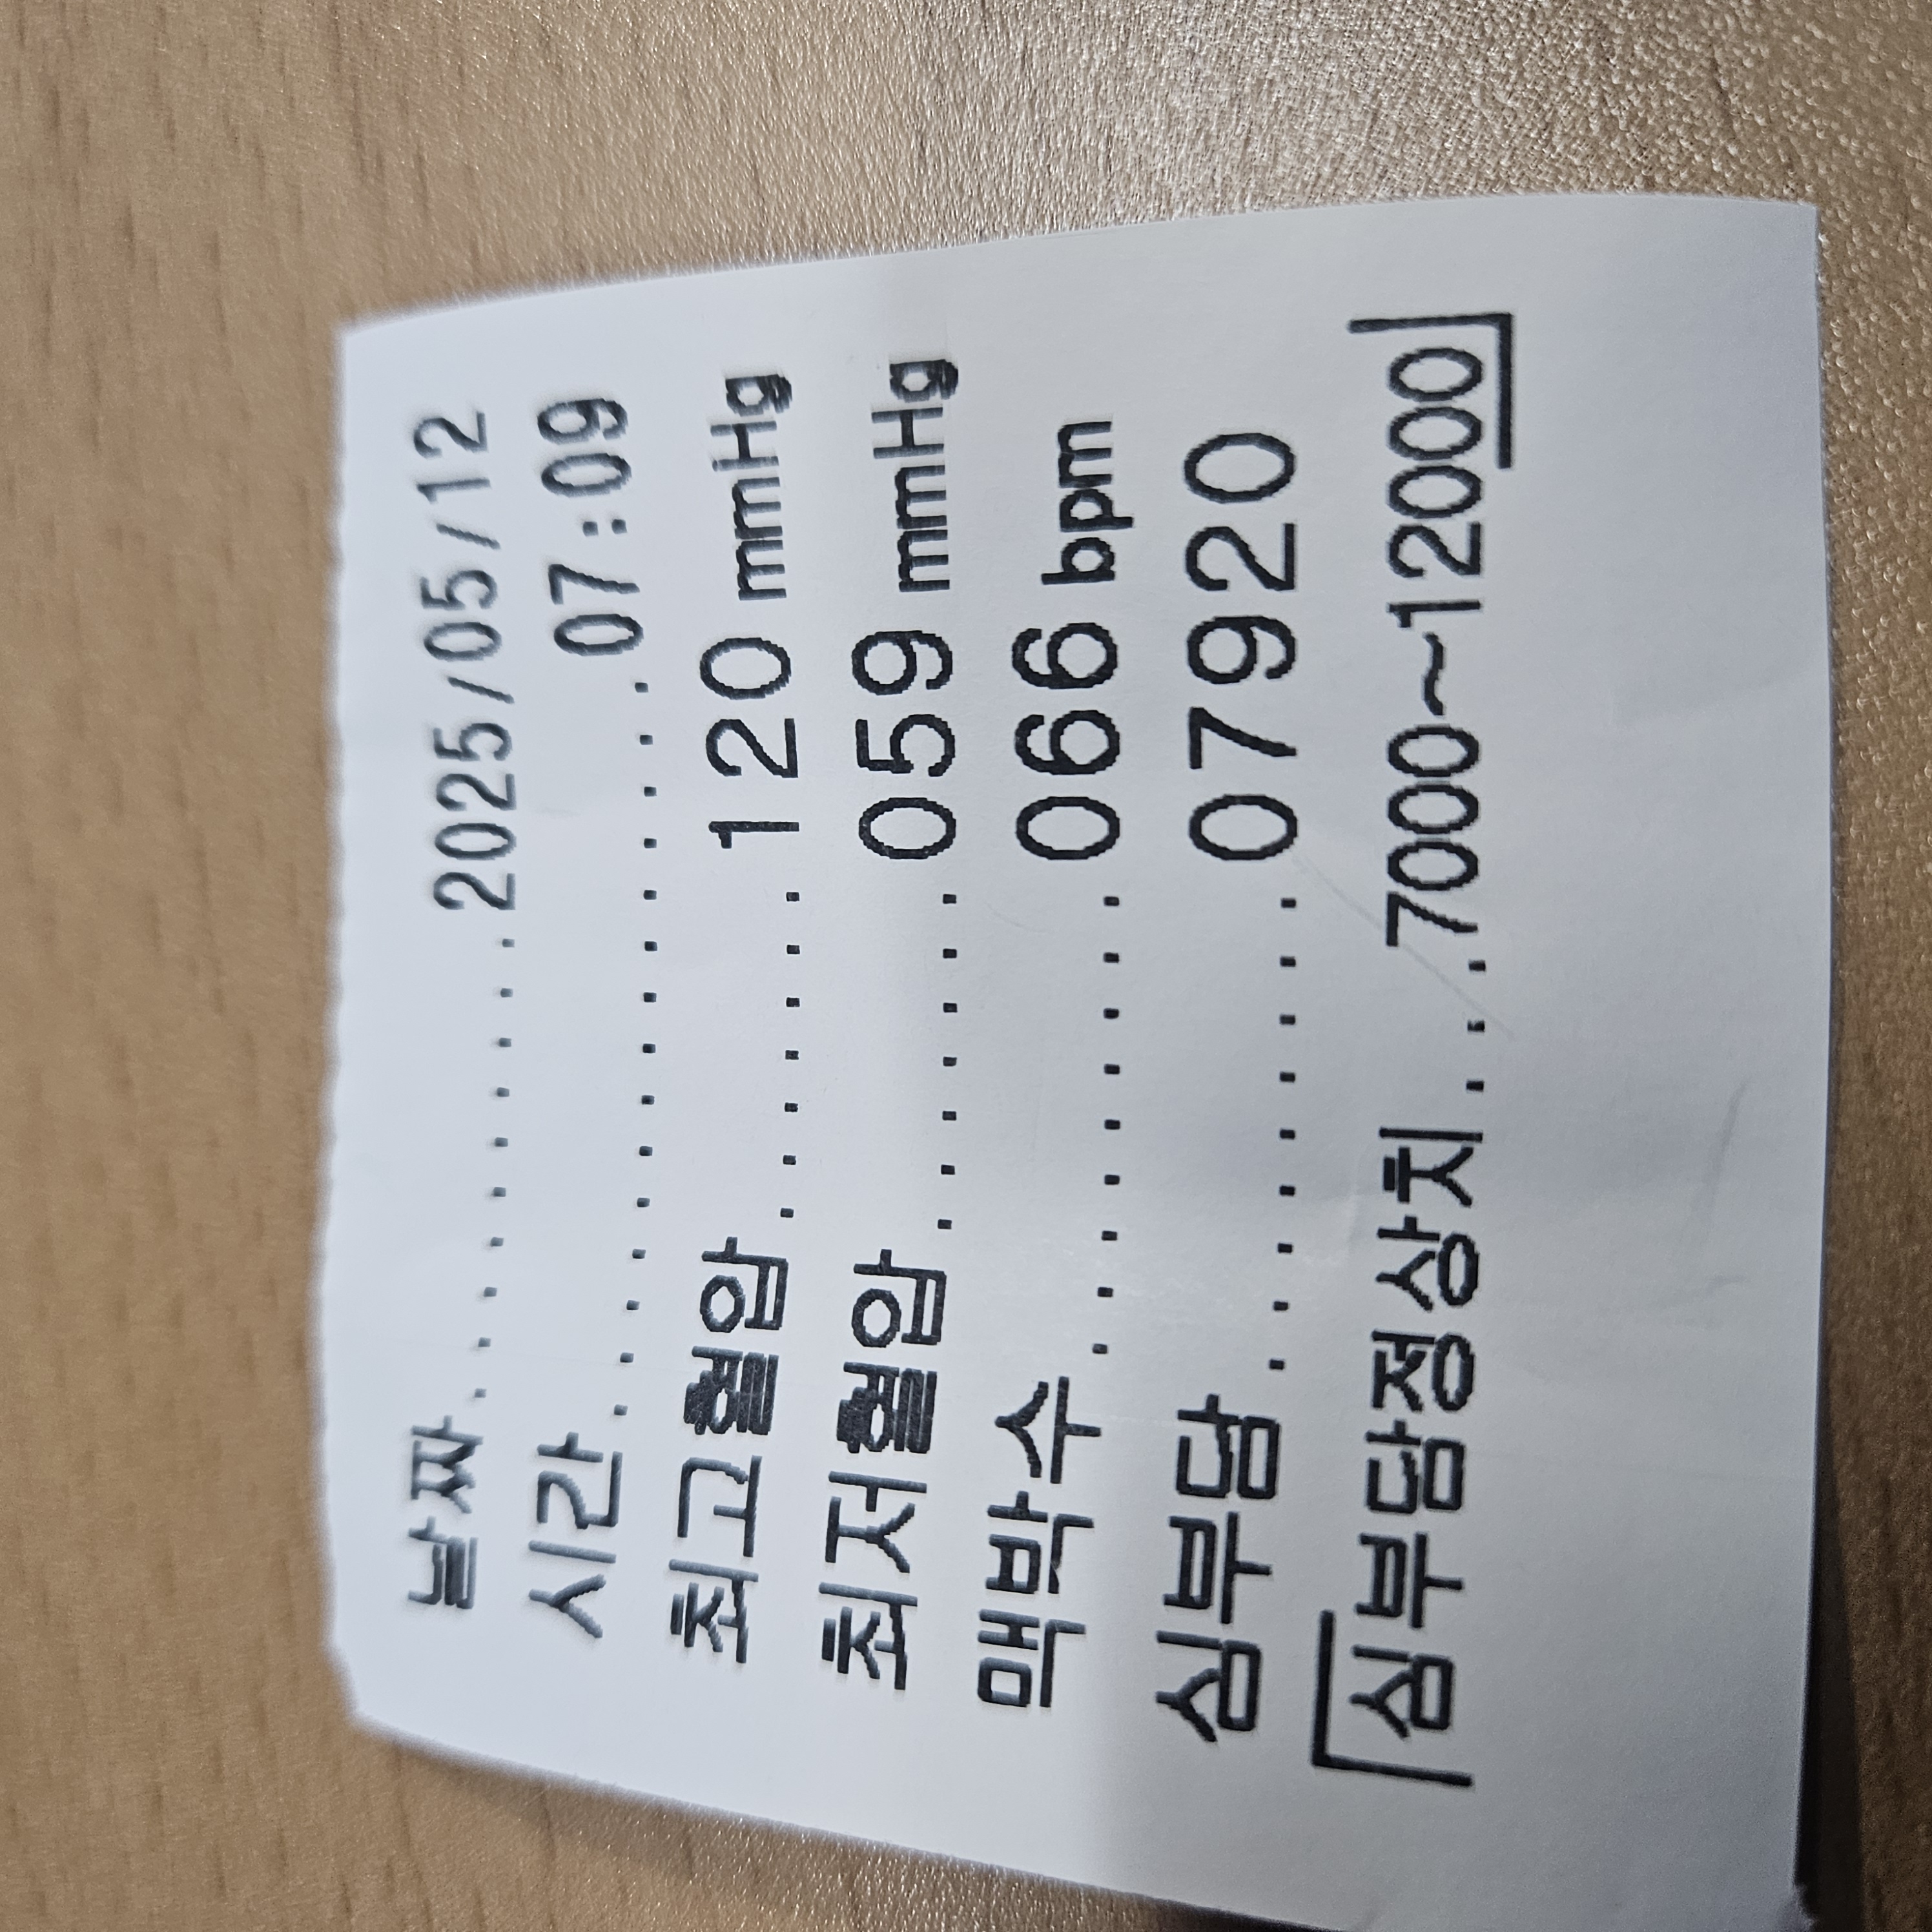 날짜..........2025/05/12
시간..............07:09
최고혈압.......120 mmHg
최저혈압.......059 mmHg
맥박수.........066 bpm
심부담.........07920
심부담정상치...7000~12000